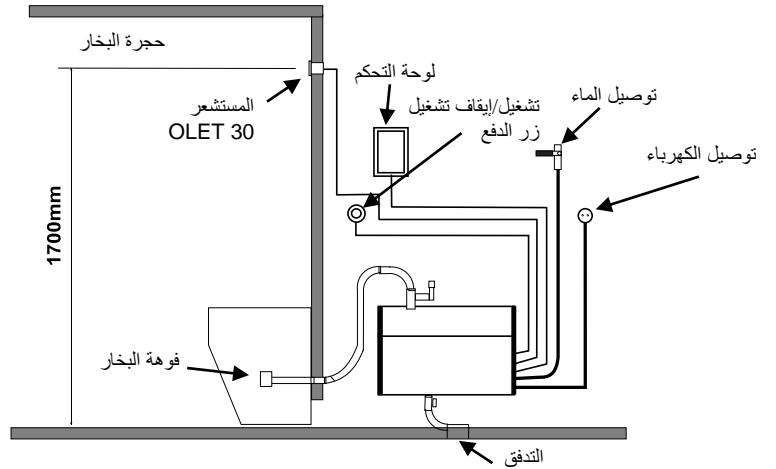 حجرة البخار
لوحة التحكم
توصيل الماء
المستشعر
OLET 30
تشغيل/إيقاف تشغيل
زر الدفع
توصيل الكهرباء
1700mm
فوهة البخار
التدفق